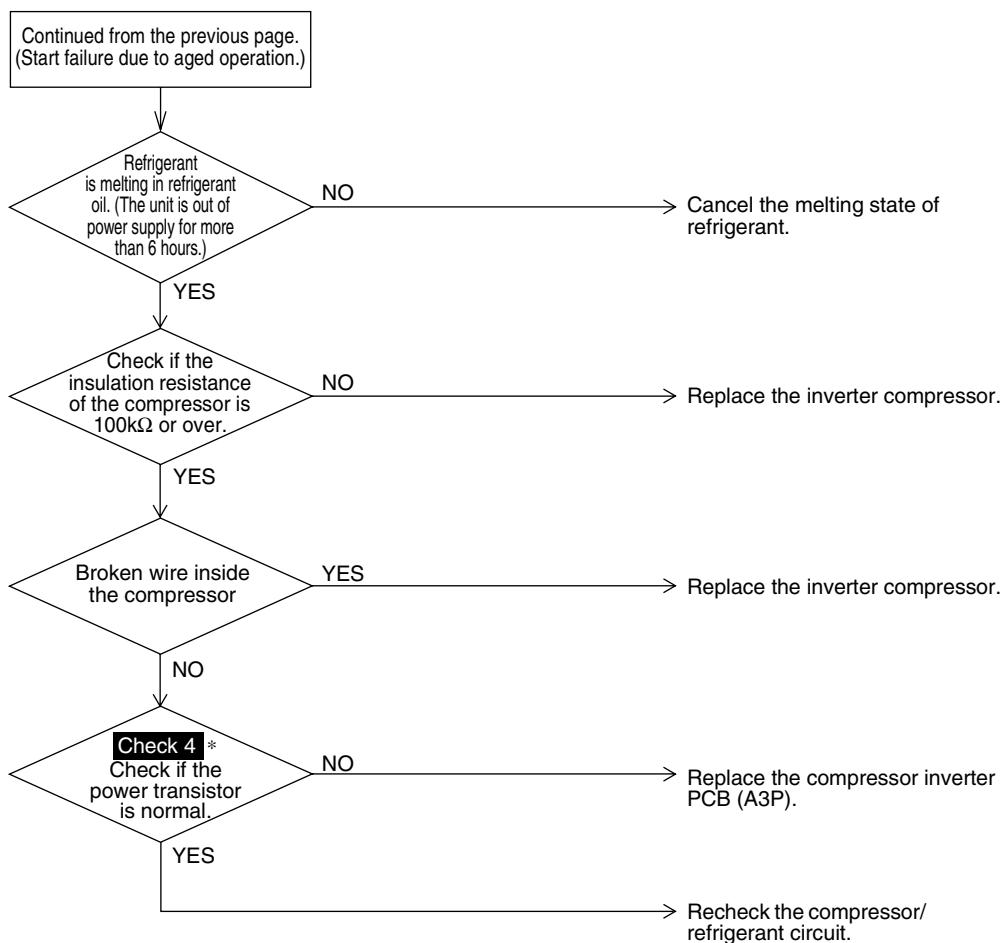 Continued from the previous page.
(Start failure due to aged operation.)
Refrigerant
is melting in refrigerant
oil. (The unit is out of
power supply for more
than 6 hours.)
NO
Cancel the melting state of
refrigerant.
YES
Check if the
insulation resistance
of the compressor is
100kΩ or over.
NO
Replace the inverter compressor.
YES
Broken wire inside
the compressor
YES
Replace the inverter compressor.
NO
Check 4 *
Check if the
power transistor
is normal.
NO
Replace the compressor inverter
PCB (A3P).
YES
Recheck the compressor/
refrigerant circuit.